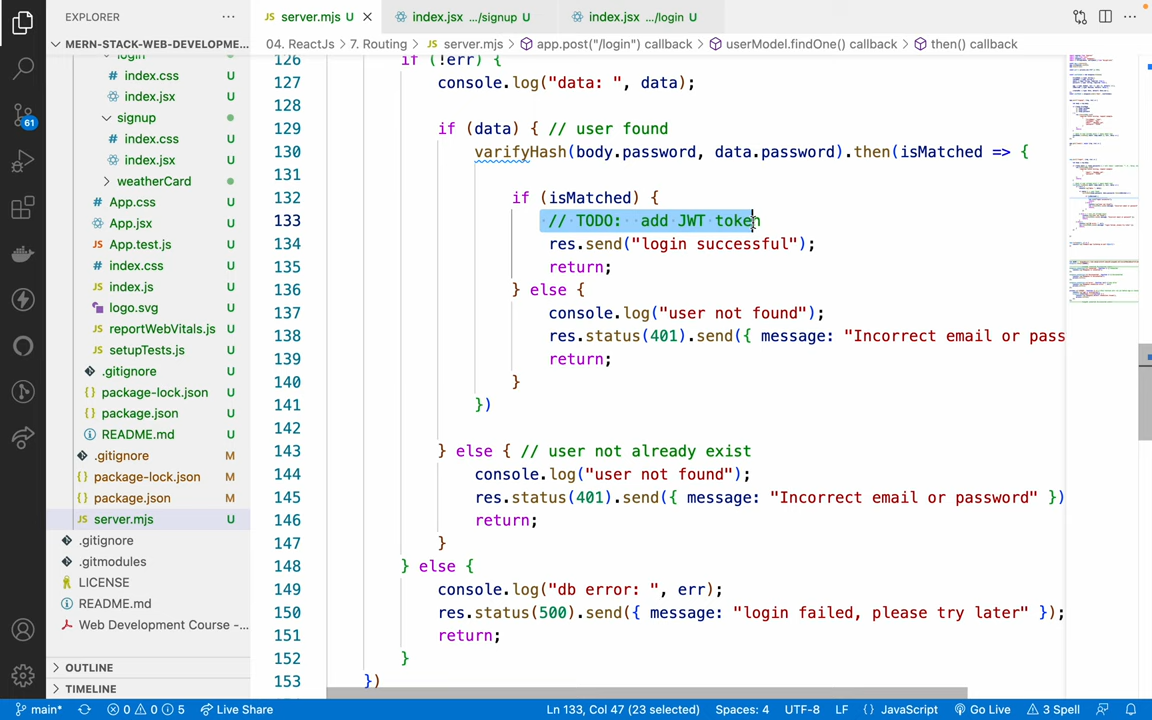 EXPLORER
MERN-STACK-WEB-DEVELOPME...
login
index.css U
index.jsx U
signup
index.css U
index.jsx U
weatherCard
App.css U
App.jsx U
App.test.js U
index.css U
index.js U
logo.svg U
reportWebVitals.js U
setupTests.js U
.gitignore U
package-lock.json U
package.json U
README.md U
.gitignore M
package-lock.json M
package.json M
server.mjs U
.gitignore
.gitmodules
LICENSE
README.md
Web Development Course -...
OUTLINE
TIMELINE
61
server.mjs U
index.jsx .../signup U
index.jsx .../login U
04. ReactJs > 7. Routing > server.mjs > app.post("/login") callback > userModel.findOne() callback > then() callback
126 if (!err) {
127 console.log("data: ", data);
128
129 if (data) { // user found
130 varifyHash(body.password, data.password).then(isMatched => {
131
132 if (isMatched) {
133 // TODO:  add JWT token
134 res.send("login successful");
135 return;
136 } else {
137 console.log("user not found");
138 res.status(401).send({ message: "Incorrect email or pass
139 return;
140 }
141 })
142
143 } else { // user not already exist
144 console.log("user not found");
145 res.status(401).send({ message: "Incorrect email or password" })
146 return;
147 }
148 } else {
149 console.log("db error: ", err);
150 res.status(500).send({ message: "login failed, please try later" });
151 return;
152 }
153 })
main* 0 0 5 Live Share Ln 133, Col 47 (23 selected) Spaces: 4 UTF-8 LF {} JavaScript Go Live 3 Spell